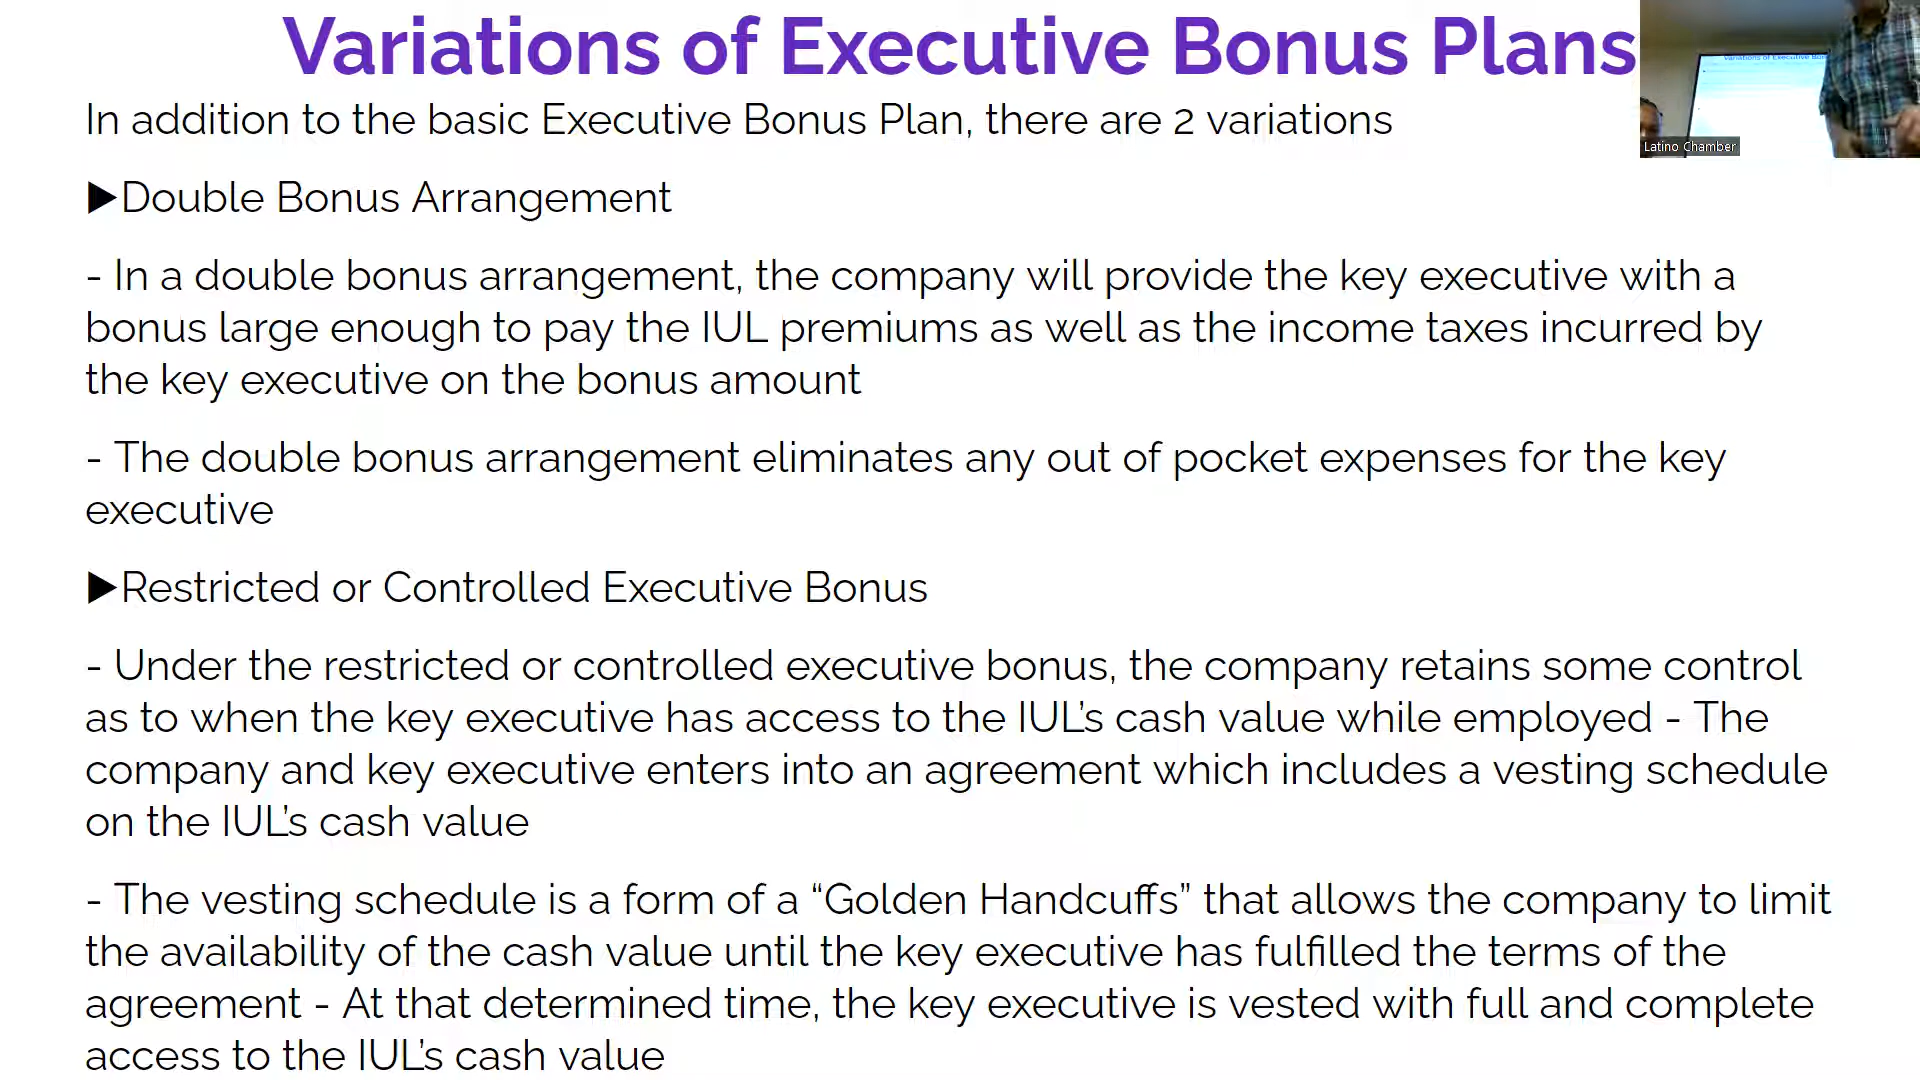 Variations of Executive Bonus Plans
In addition to the basic Executive Bonus Plan, there are 2 variations
▶Double Bonus Arrangement
- In a double bonus arrangement, the company will provide the key executive with a
bonus large enough to pay the IUL premiums as well as the income taxes incurred by
the key executive on the bonus amount
- The double bonus arrangement eliminates any out of pocket expenses for the key
executive
▶Restricted or Controlled Executive Bonus
- Under the restricted or controlled executive bonus, the company retains some control
as to when the key executive has access to the IUL’s cash value while employed - The
company and key executive enters into an agreement which includes a vesting schedule
on the IUL’s cash value
- The vesting schedule is a form of a “Golden Handcuffs” that allows the company to limit
the availability of the cash value until the key executive has fulfilled the terms of the
agreement - At that determined time, the key executive is vested with full and complete
access to the IUL’s cash value
Variations of Executive
Latino Chamber